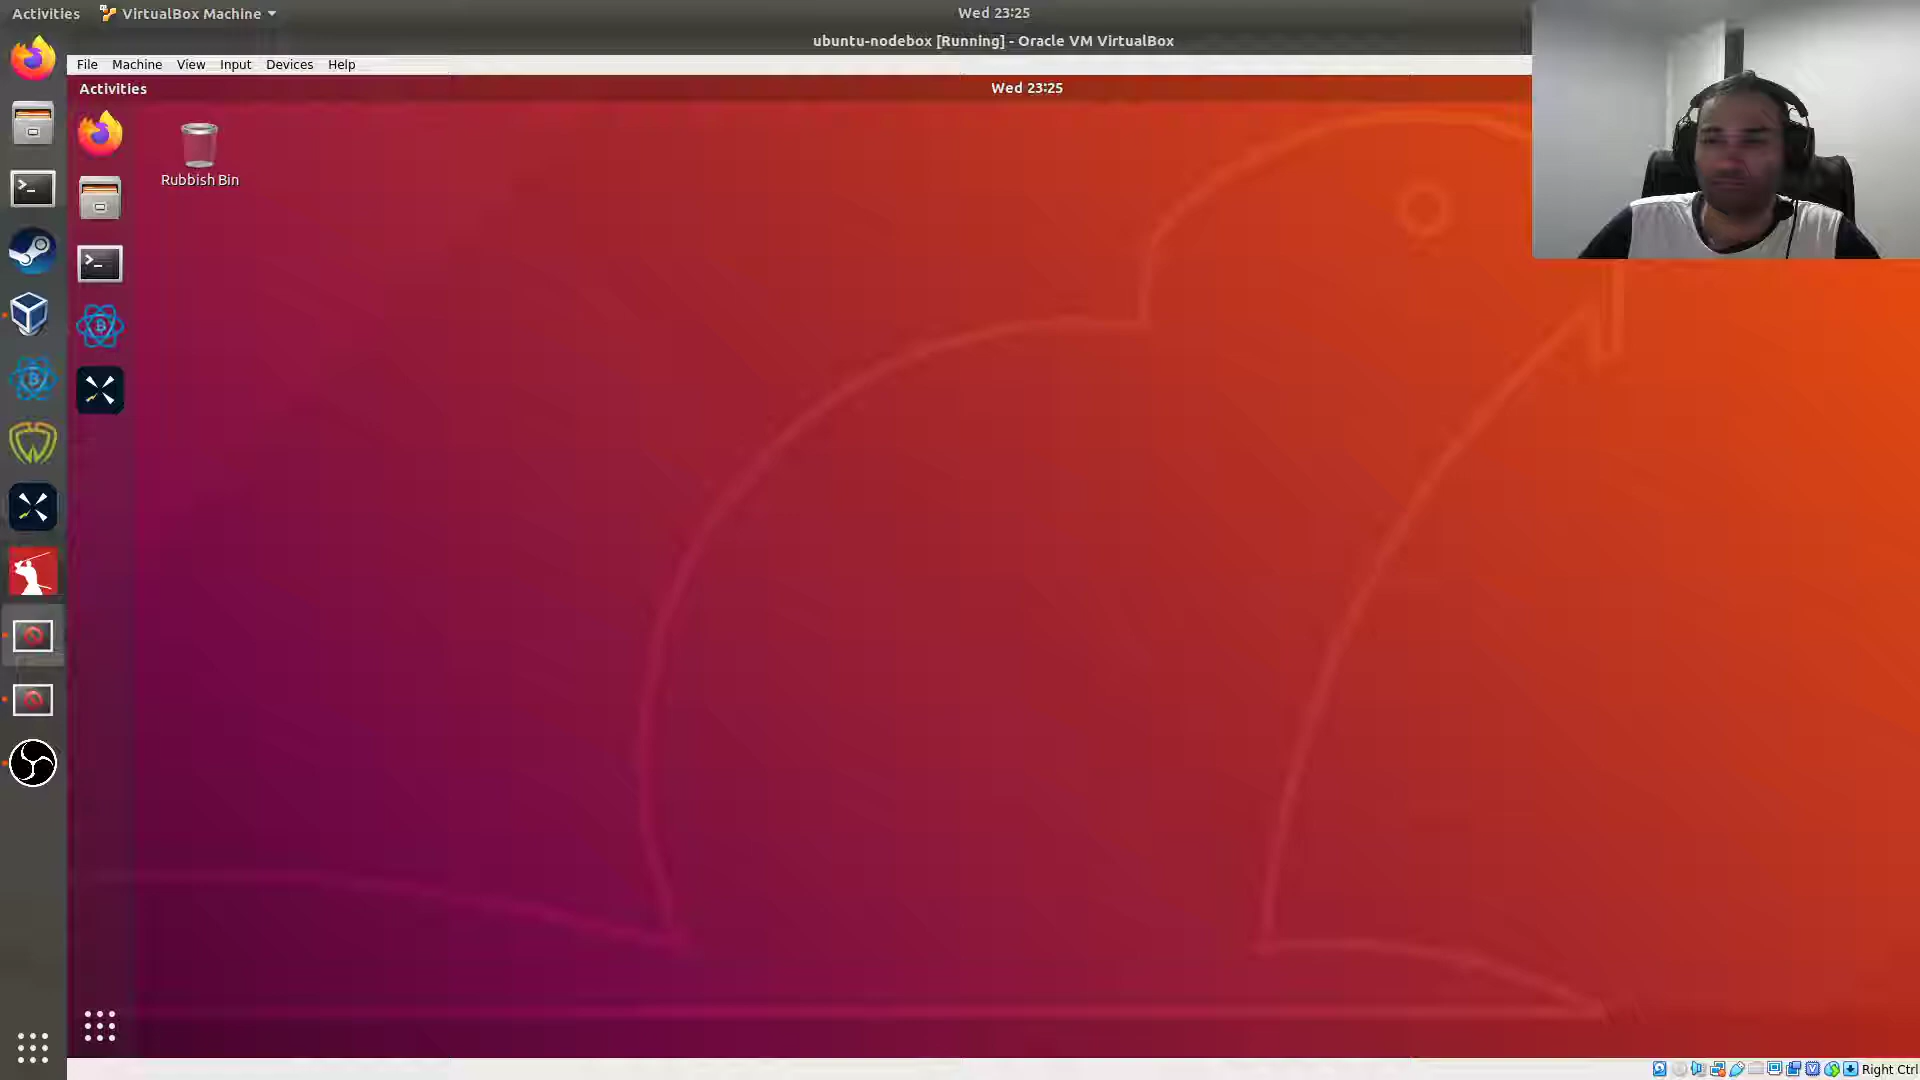 Activities VirtualBox Machine Wed 23:25
ubuntu-nodebox [Running] - Oracle VM VirtualBox
File Machine View Input Devices Help
Activities Wed 23:25
Rubbish Bin
Right Ctrl